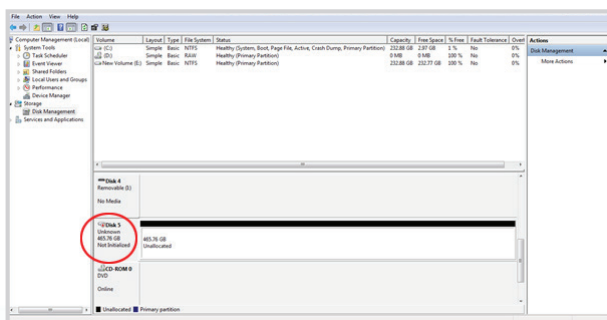 File Action View Help
Computer Management (Local)
System Tools
Task Scheduler
Event Viewer
Shared Folders
Local Users and Groups
Performance
Device Manager
Storage
Disk Management
Services and Applications
Volume Layout Type File System Status Capacity Free Space % Free Fault Tolerance Overl
(C:) Simple Basic NTFS Healthy (System, Boot, Page File, Active, Crash Dump, Primary Partition) 232.88 GB 2.97 GB 1 % No 0%
(D:) Simple Basic RAW Healthy (Primary Partition) 0 MB 0 MB 100 % No 0%
New Volume (E:) Simple Basic NTFS Healthy (Primary Partition) 232.88 GB 232.77 GB 100 % No 0%
Actions
Disk Management
More Actions
Disk 4
Removable
No Media
Disk 5
Unknown
465.76 GB
Not Initialized
465.76 GB
Unallocated
CD-ROM 0
DVD
Online
Unallocated Primary partition